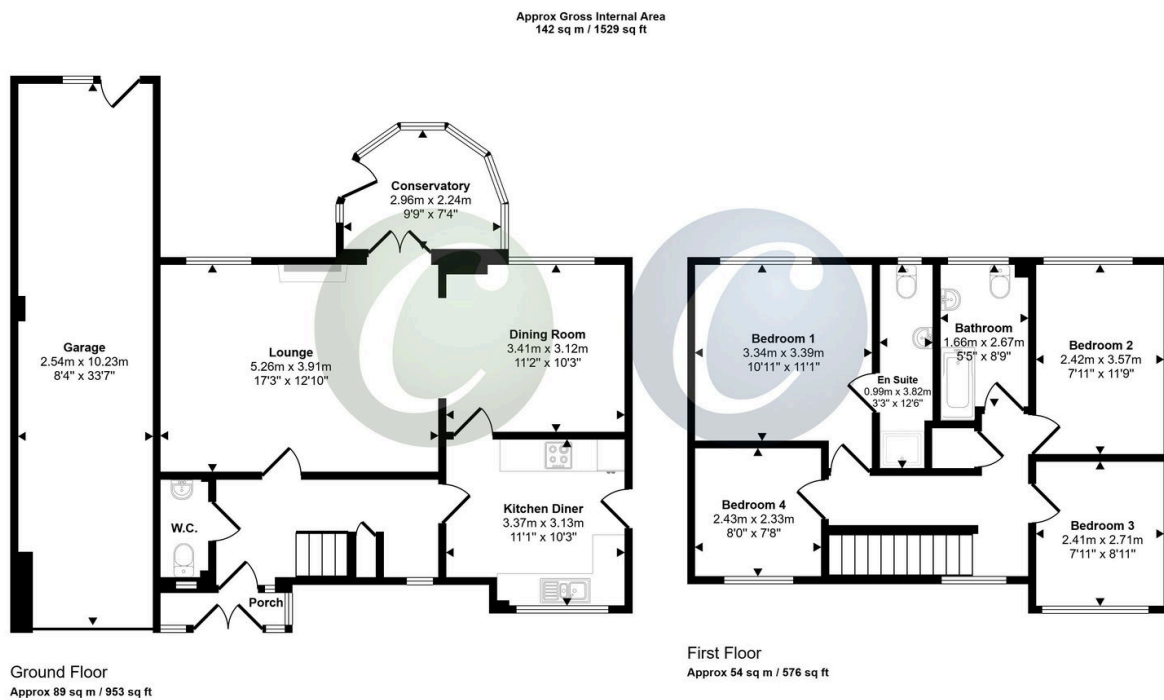 Approx Gross Internal Area
142 sq m / 1529 sq ft
Conservatory
2.96m x 2.24m
9'9" x 7'4"
Garage
2.54m x 10.23m
8'4" x 33'7"
Lounge
5.26m x 3.91m
17'3" x 12'10"
Dining Room
3.41m x 3.12m
11'2" x 10'3"
Kitchen Diner
3.37m x 3.13m
11'1" x 10'3"
W.C.
Porch
Ground Floor
Approx 89 sq m / 953 sq ft
Bedroom 1
3.34m x 3.39m
10'11" x 11'1"
En Suite
0.99m x 3.82m
3'3" x 12'6"
Bathroom
1.66m x 2.67m
5'5" x 8'9"
Bedroom 2
2.42m x 3.57m
7'11" x 11'9"
Bedroom 4
2.43m x 2.33m
8'0" x 7'8"
Bedroom 3
2.41m x 2.71m
7'11" x 8'11"
First Floor
Approx 54 sq m / 576 sq ft
C
C